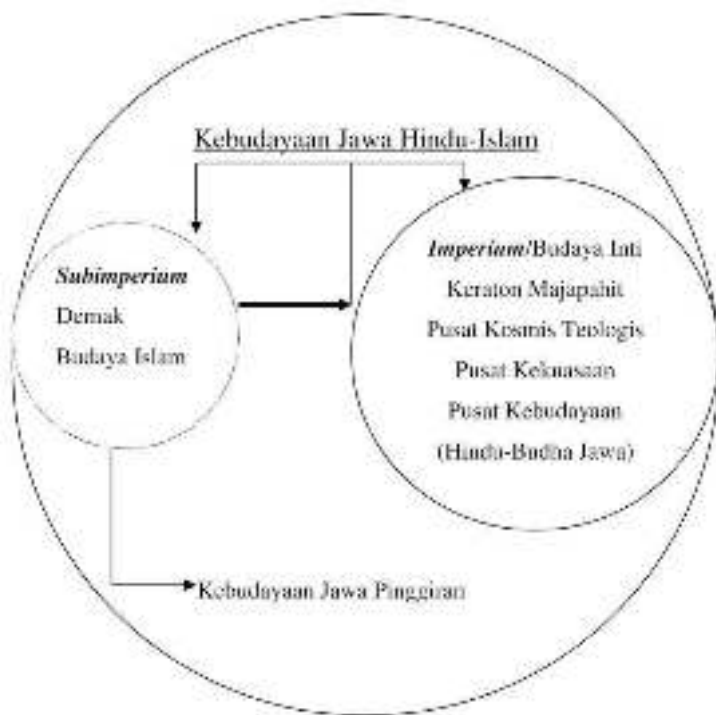 Kebudayaan Jawa Hindu-Islam
Subimperium
Demak
Budaya Islam
Imperium/Budaya Inti
Keraton Majapahit
Pusat Kosmis Teologis
Pusat Kekuasaan
Pusat Kebudayaan
(Hindu-Budha Jawa)
Kebudayaan Jawa Pinggiran